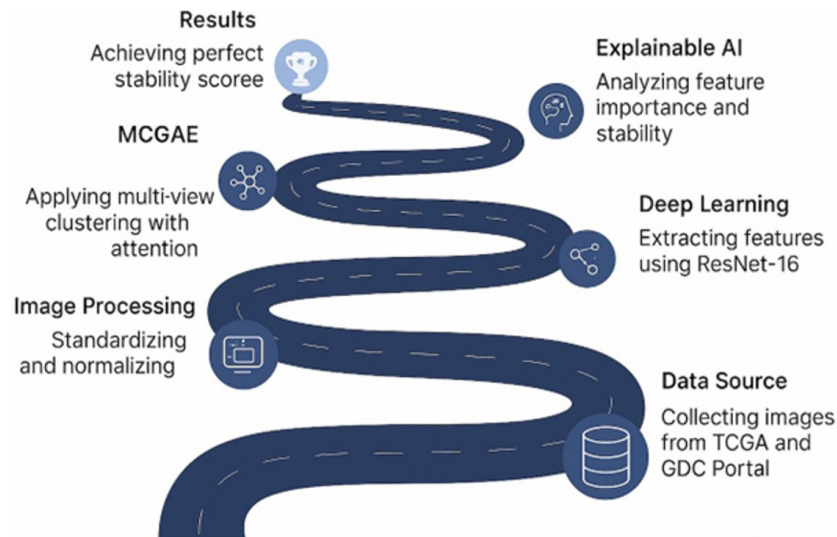 Results
Achieving perfect
stability scoree
Explainable AI
Analyzing feature
importance and
stability
MCGAE
Applying multi-view
clustering with
attention
Deep Learning
Extracting features
using ResNet-16
Image Processing
Standardizing
and normalizing
Data Source
Collecting images
from TCGA and
GDC Portal